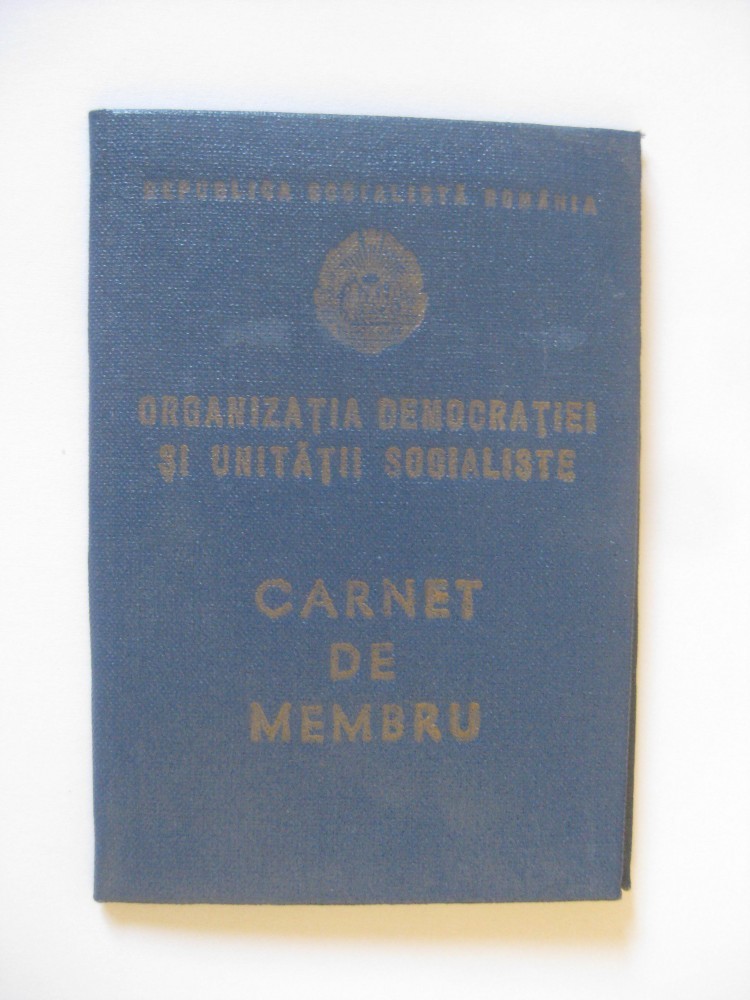 REPUBLICA SOCIALISTĂ ROMÂNIA
ORGANIZAȚIA DEMOCRAȚIEI
ȘI UNITĂȚII SOCIALISTE
CARNET
DE
MEMBRU